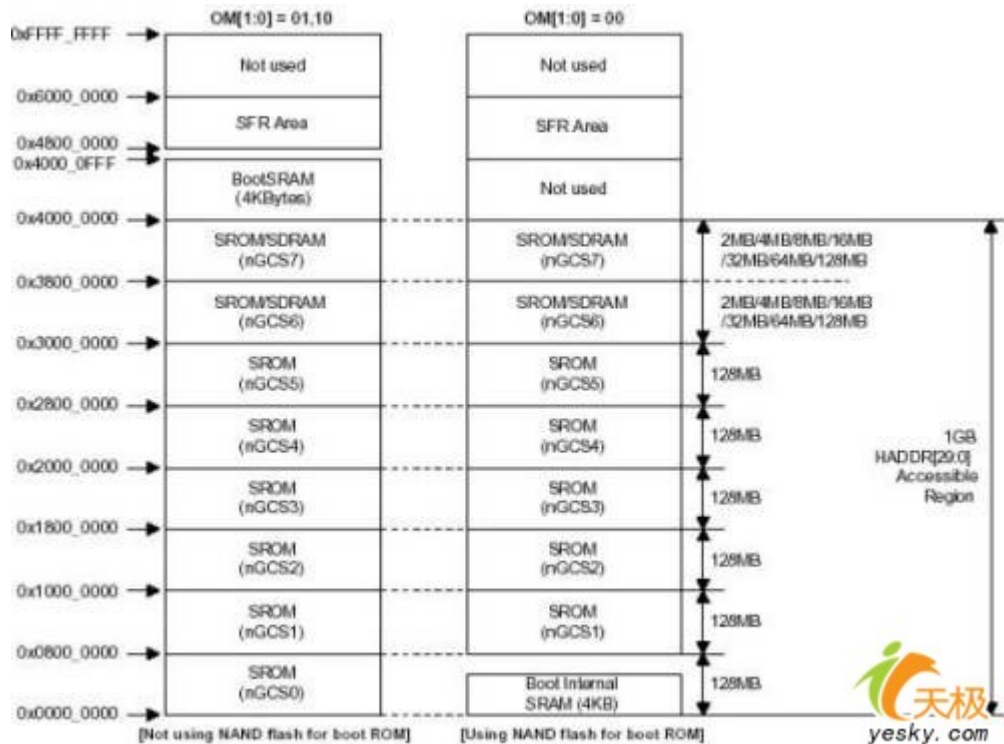 OM[1:0] = 01,10
OM[1:0] = 00
0xFFFF_FFFF
Not used
Not used
0x6000_0000
SFR Area
SFR Area
0x4800_0000
0x4000_0FFF
BootSRAM
(4KBytes)
Not used
0x4000_0000
SROM/SDRAM
(nGCS7)
SROM/SDRAM
(nGCS7)
2MB/4MB/8MB/16MB
/32MB/64MB/128MB
0x3800_0000
SROM/SDRAM
(nGCS6)
SROM/SDRAM
(nGCS6)
2MB/4MB/8MB/16MB
/32MB/64MB/128MB
0x3000_0000
SROM
(nGCS5)
SROM
(nGCS5)
128MB
0x2800_0000
SROM
(nGCS4)
SROM
(nGCS4)
128MB
1GB
HADDR[29:0]
Accessible
Region
0x2000_0000
SROM
(nGCS3)
SROM
(nGCS3)
128MB
0x1800_0000
SROM
(nGCS2)
SROM
(nGCS2)
128MB
0x1000_0000
SROM
(nGCS1)
SROM
(nGCS1)
128MB
0x0800_0000
SROM
(nGCS0)
Boot Internal
SRAM (4KB)
128MB
0x0000_0000
[Not using NAND flash for boot ROM]
[Using NAND flash for boot ROM]
天极
yesky.com